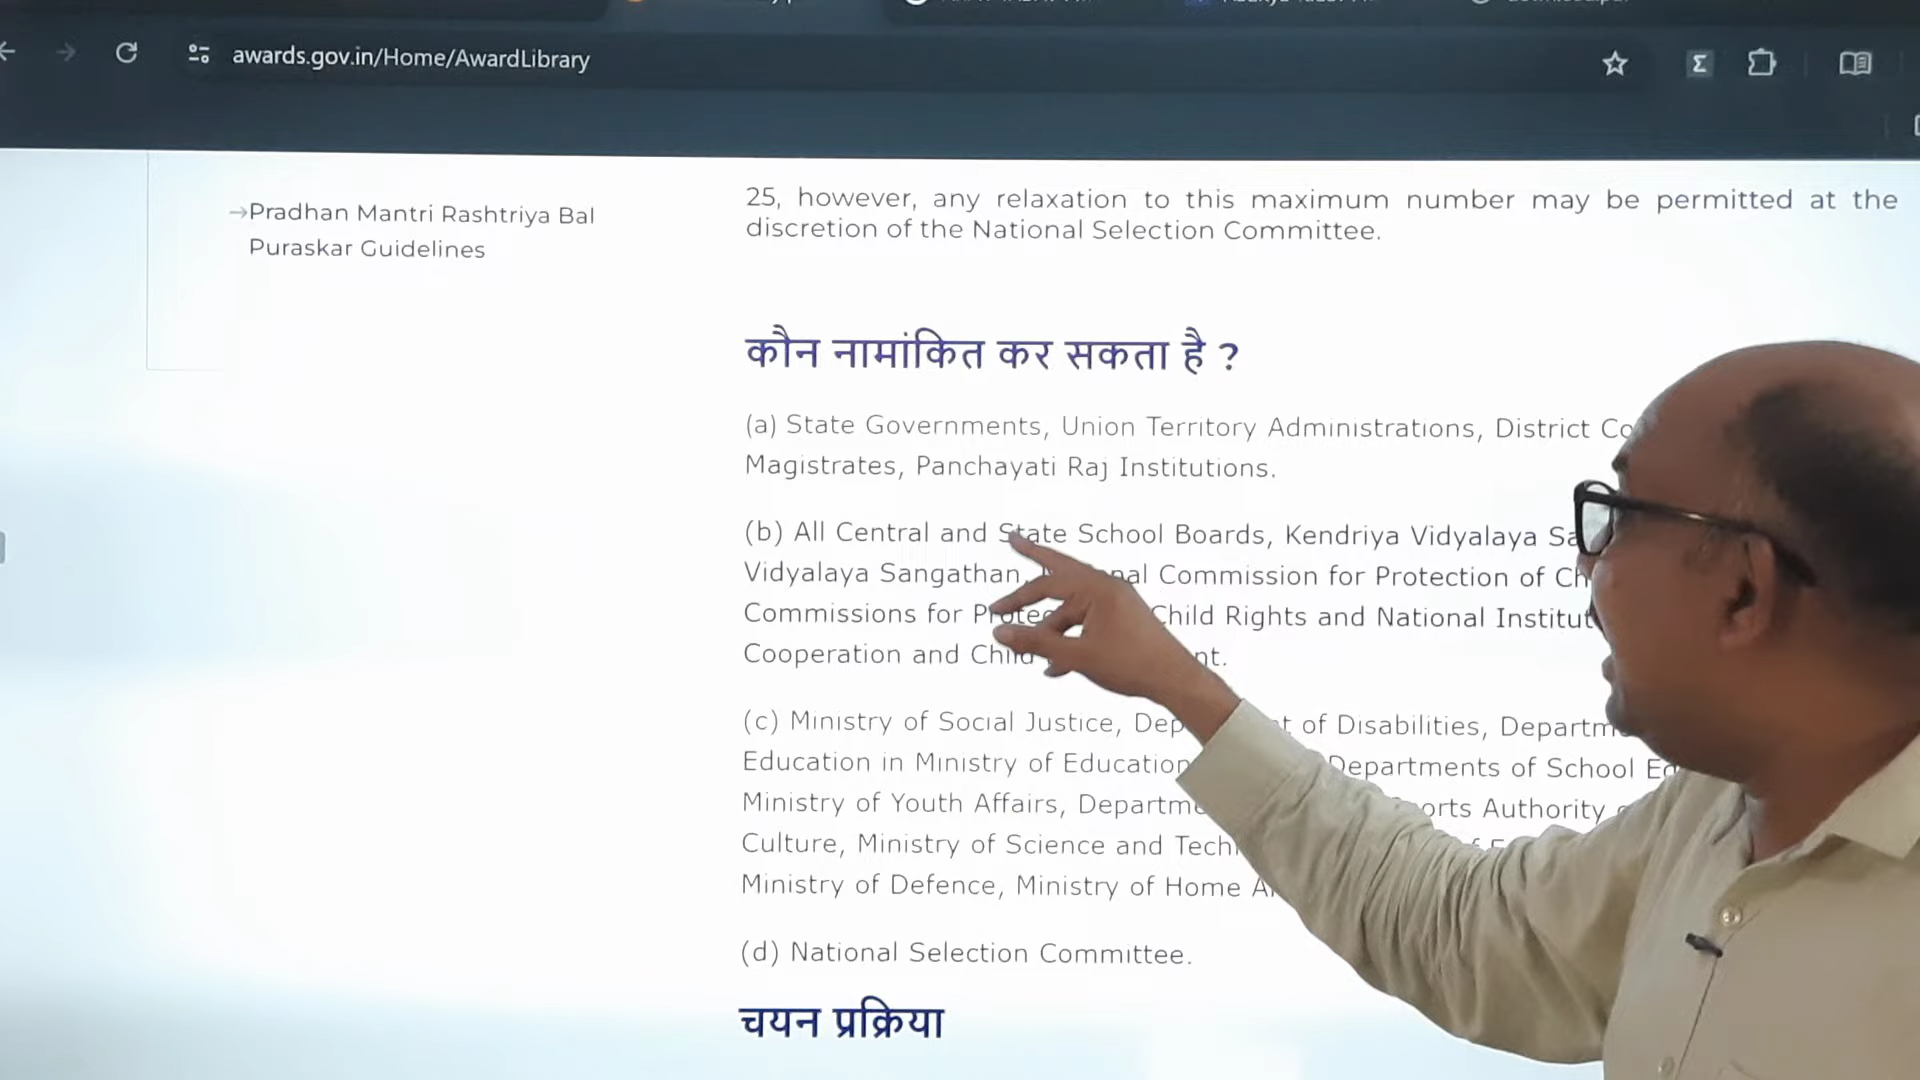 awards.gov.in/Home/AwardLibrary
→Pradhan Mantri Rashtriya Bal
Puraskar Guidelines
25, however, any relaxation to this maximum number may be permitted at the
discretion of the National Selection Committee.
कौन नामांकित कर सकता है ?
(a) State Governments, Union Territory Administrations, District
Magistrates, Panchayati Raj Institutions.
(b) All Central and State School Boards, Kendriya Vidyalaya
Vidyalaya Sangathan, Commission for Protection of
Commissions for Child Rights and National
Cooperation and
(c) Ministry of Social Justice, of Disabilities,
Education in Ministry of Education Departments of School
Ministry of Youth Affairs, Authority
Culture, Ministry of Science and
Ministry of Defence, Ministry of Home
(d) National Selection Committee.
चयन प्रक्रिया